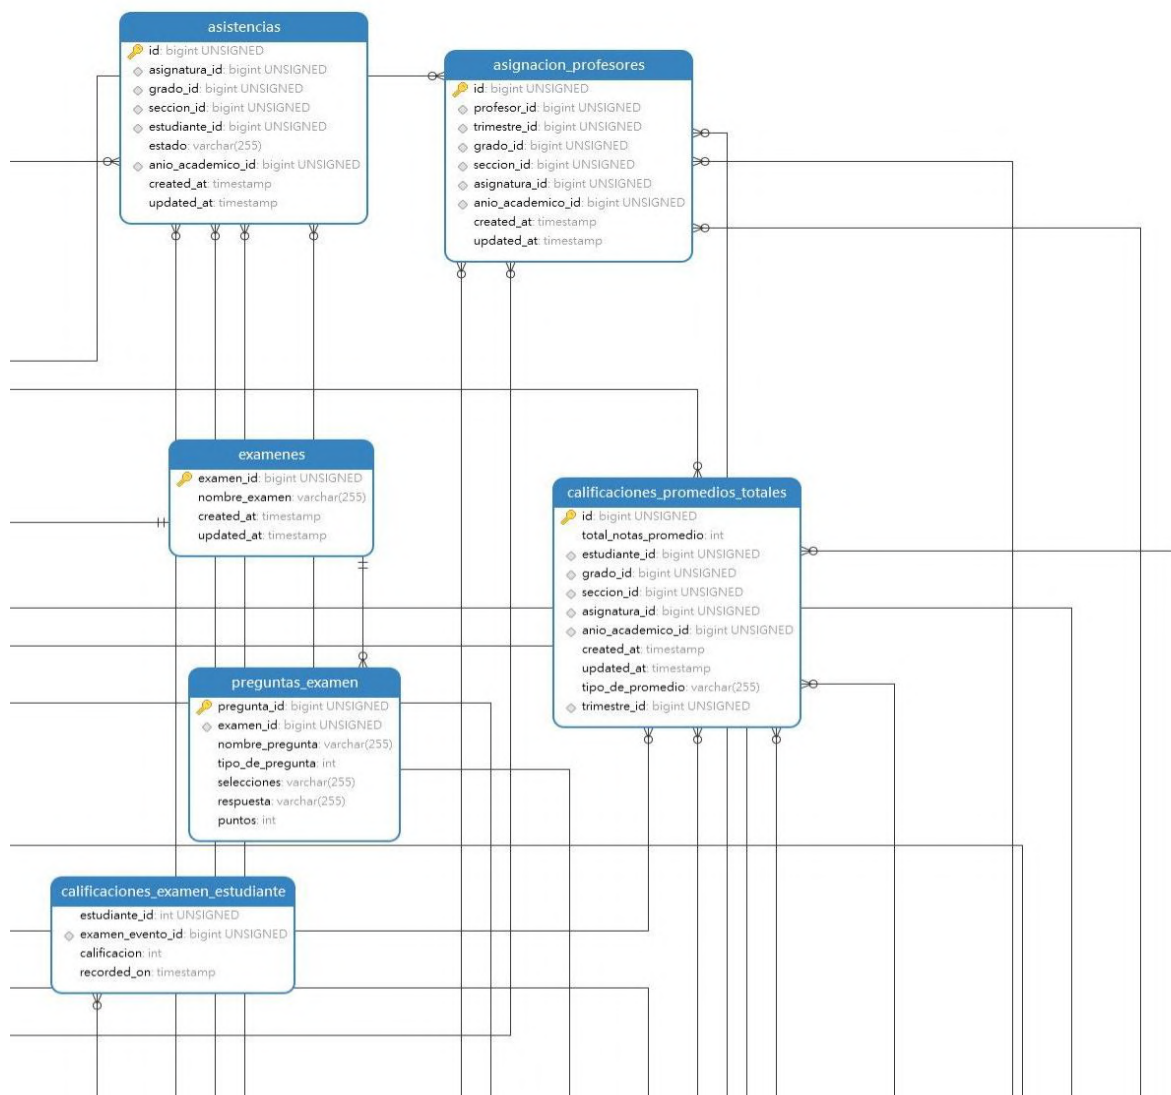 asistencias
id: bigint UNSIGNED
asignatura_id: bigint UNSIGNED
grado_id: bigint UNSIGNED
seccion_id: bigint UNSIGNED
estudiante_id: bigint UNSIGNED
estado: varchar(255)
anio_academico_id: bigint UNSIGNED
created_at: timestamp
updated_at: timestamp
asignacion_profesores
id: bigint UNSIGNED
profesor_id: bigint UNSIGNED
trimestre_id: bigint UNSIGNED
grado_id: bigint UNSIGNED
seccion_id: bigint UNSIGNED
asignatura_id: bigint UNSIGNED
anio_academico_id: bigint UNSIGNED
created_at: timestamp
updated_at: timestamp
examenes
examen_id: bigint UNSIGNED
nombre_examen: varchar(255)
created_at: timestamp
updated_at: timestamp
calificaciones_promedios_totales
id: bigint UNSIGNED
total_notas_promedio: int
estudiante_id: bigint UNSIGNED
grado_id: bigint UNSIGNED
seccion_id: bigint UNSIGNED
asignatura_id: bigint UNSIGNED
anio_academico_id: bigint UNSIGNED
created_at: timestamp
updated_at: timestamp
tipo_de_promedio: varchar(255)
trimestre_id: bigint UNSIGNED
preguntas_examen
pregunta_id: bigint UNSIGNED
examen_id: bigint UNSIGNED
nombre_pregunta: varchar(255)
tipo_de_pregunta: int
selecciones: varchar(255)
respuesta: varchar(255)
puntos: int
calificaciones_examen_estudiante
estudiante_id: int UNSIGNED
examen_evento_id: bigint UNSIGNED
calificacion: int
recorded_on: timestamp